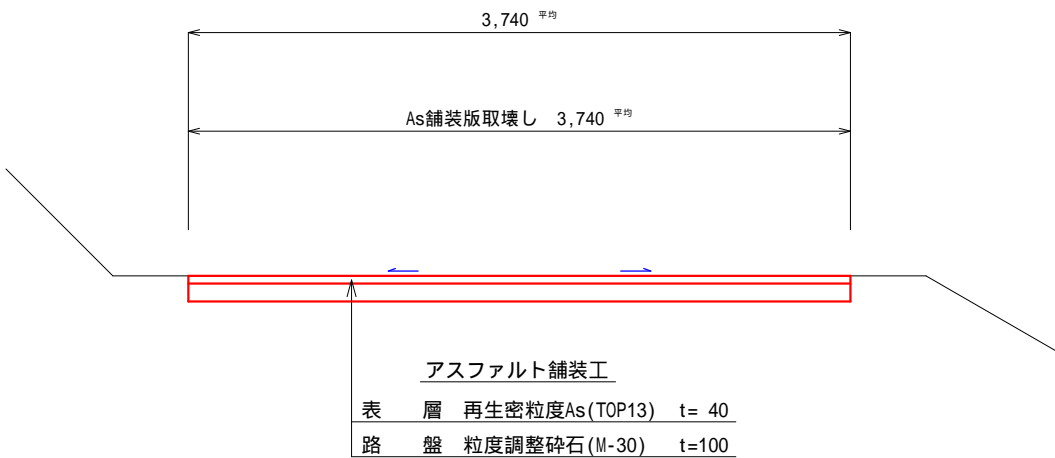 3,740 平均
As舗装版取壊し 3,740 平均
アスファルト舗装工
表 層 再生密粒度As(TOP13) t= 40
路 盤 粒度調整砕石(M-30) t=100